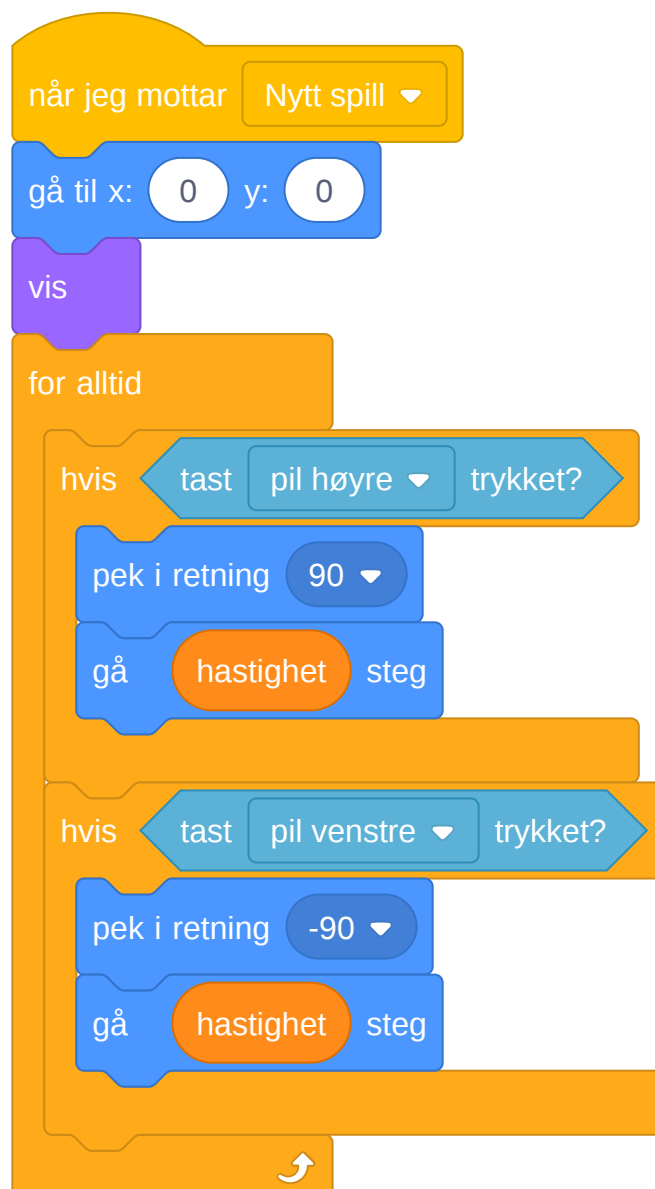 når jeg mottar Nytt spill
gå til x: 0 y: 0
vis
for alltid
hvis tast pil høyre trykket?
pek i retning 90
gå hastighet steg
hvis tast pil venstre trykket?
pek i retning -90
gå hastighet steg